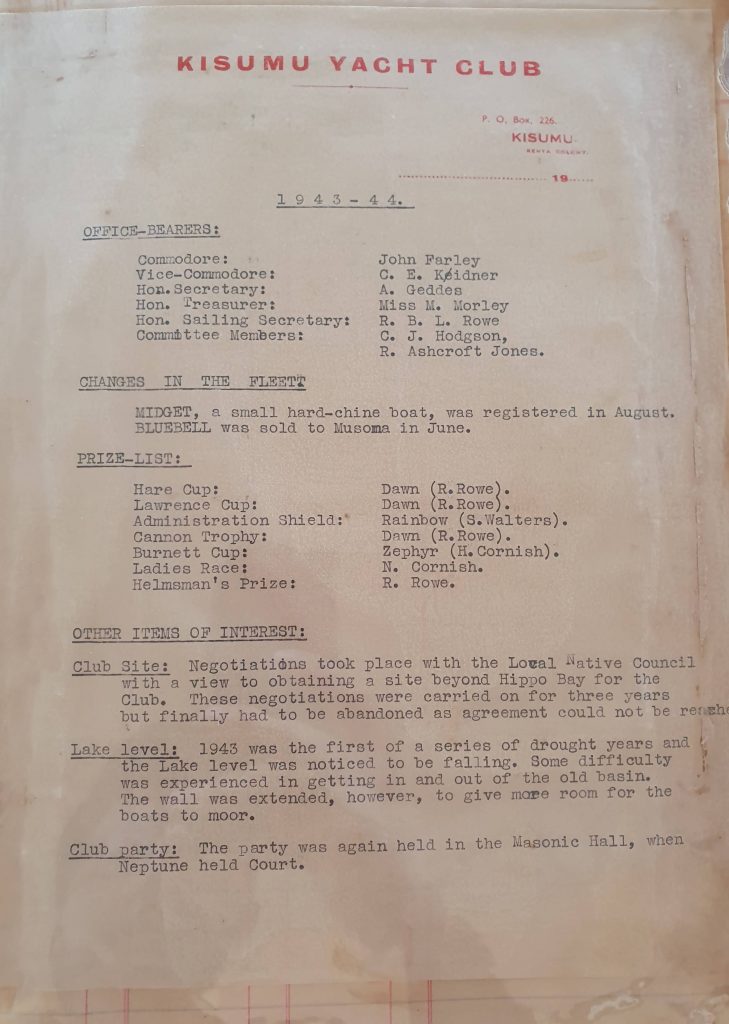 KISUMU YACHT CLUB
P. O. Box. 226.
KISUMU.
KENYA COLONY.
19
1943-44.
OFFICE-BEARERS:
Commodore: John Farley
Vice-Commodore: C. E. Keidner
Hon.Secretary: A. Geddes
Hon. Treasurer: Miss M. Morley
Hon. Sailing Secretary: R. B. L. Rowe
Committee Members: C. J. Hodgson,
R. Ashcroft Jones.
CHANGES IN THE FLEETT
MIDGET, a small hard-chine boat, was registered in August.
BLUEBELL was sold to Musoma in June.
PRIZE-LIST:
Hare Cup: Dawn (R.Rowe).
Lawrence Cup: Dawn (R.Rowe).
Administration Shield: Rainbow (S.Walters).
Cannon Trophy: Dawn (R.Rowe).
Burnett Cup: Zephyr (H.Cornish).
Ladies Race: N. Cornish.
Helmsman's Prize: R. Rowe.
OTHER ITEMS OF INTEREST:
Club Site: Negotiations took place with the Local Native Council
with a view to obtaining a site beyond Hippo Bay for the
Club. These negotiations were carried on for three years
but finally had to be abandoned as agreement could not be reache
Lake level: 1943 was the first of a series of drought years and
the Lake level was noticed to be falling. Some difficulty
was experienced in getting in and out of the old basin.
The wall was extended, however, to give more room for the
boats to moor.
Club party: The party was again held in the Masonic Hall, when
Neptune held Court.